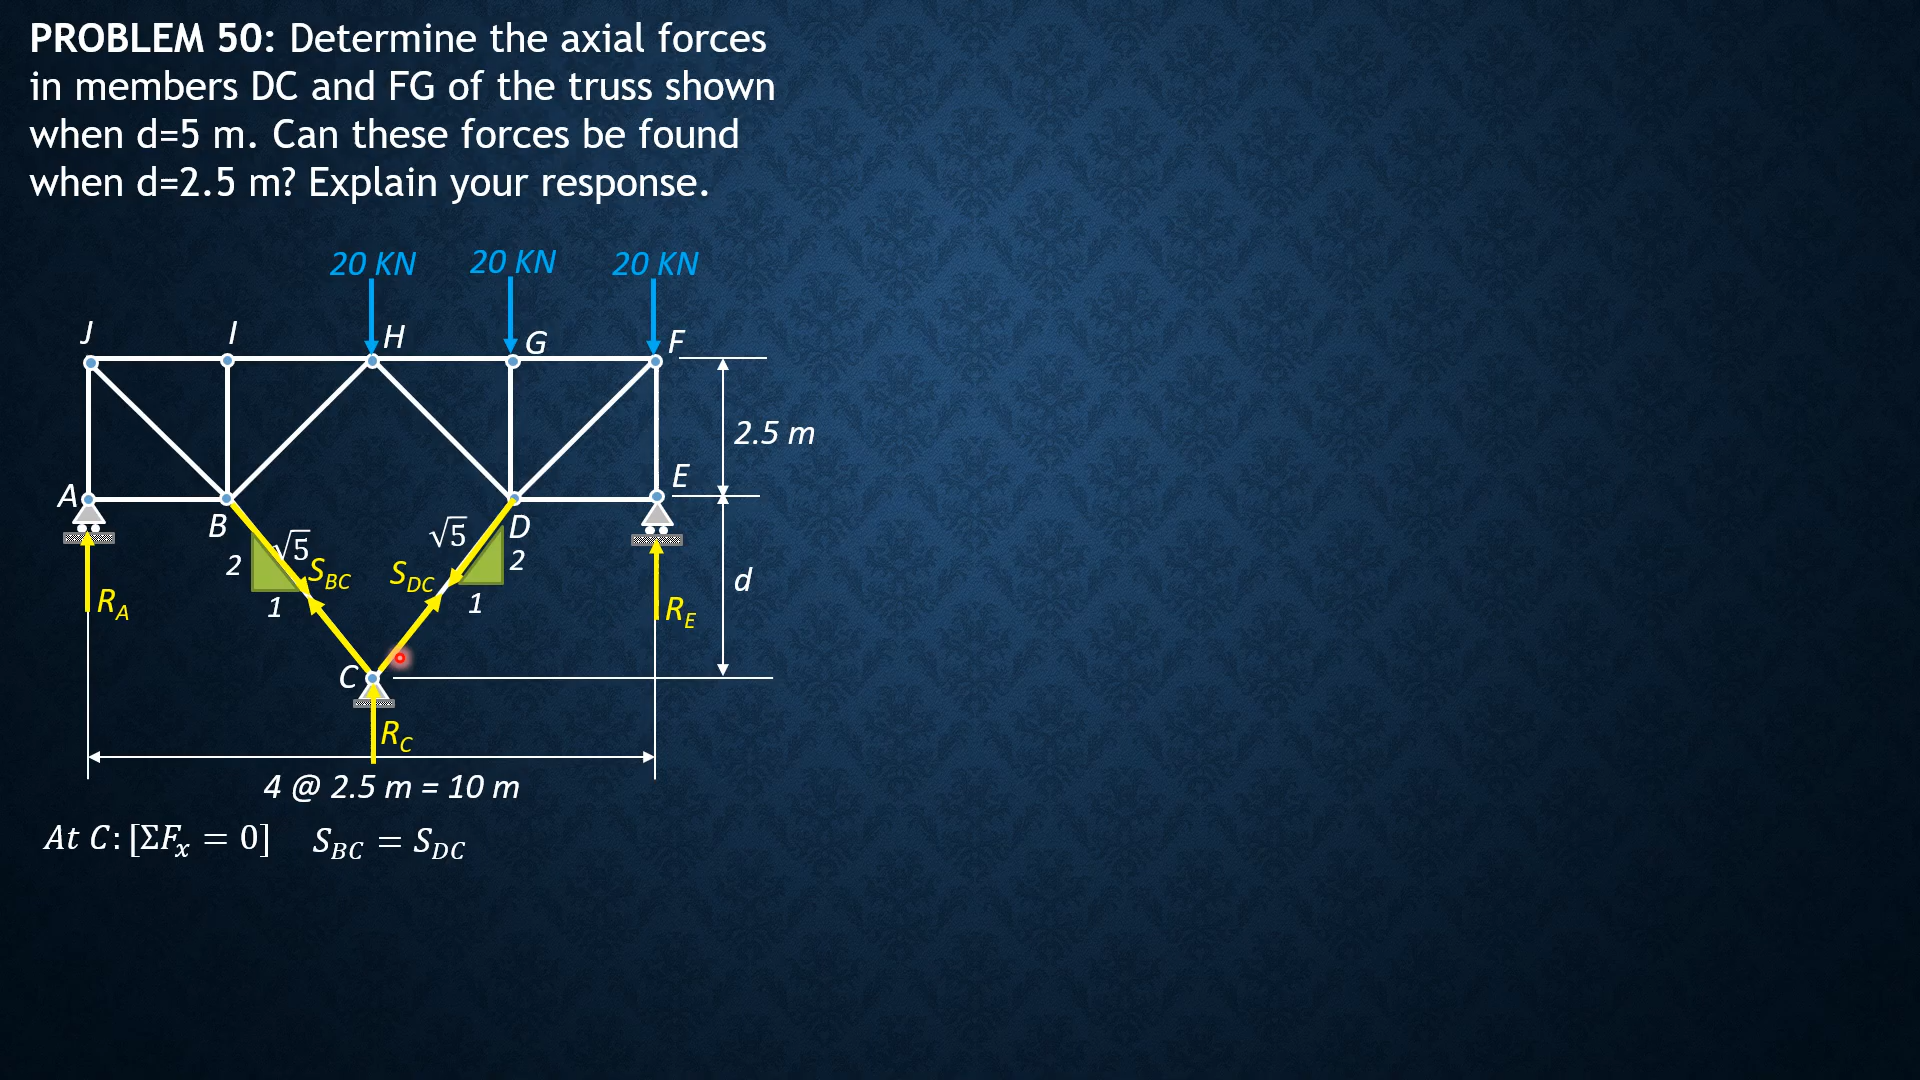 PROBLEM 50: Determine the axial forces
in members DC and FG of the truss shown
when d=5 m. Can these forces be found
when d=2.5 m? Explain your response.
20 KN 20 KN 20 KN
J I H G F
2.5 m
A E
B D
√5 √5
2 2
S_BC S_DC
1 1
d
R_A R_E
C
R_C
4 @ 2.5 m = 10 m
At C: [ΣF_x = 0] S_BC = S_DC